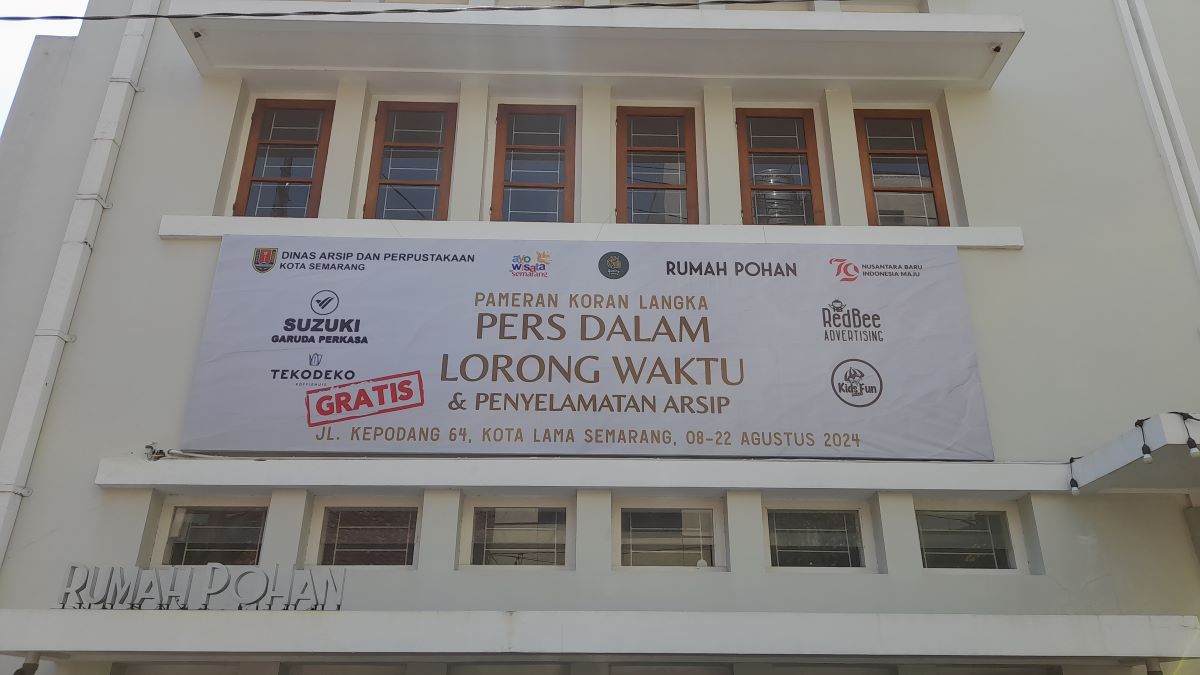 DINAS ARSIP DAN PERPUSTAKAAN
KOTA SEMARANG
ayo
wisata
semarang
RUMAH POHAN
79
NUSANTARA BARU
INDONESIA MAJU
SUZUKI
GARUDA PERKASA
TEKODEKO
KOFFIEHUIS
GRATIS
PAMERAN KORAN LANGKA
PERS DALAM
LORONG WAKTU
& PENYELAMATAN ARSIP
RedBee
ADVERTISING
Kids Fun
JL. KEPODANG 64, KOTA LAMA SEMARANG, 08-22 AGUSTUS 2024
RUMAH POHAN